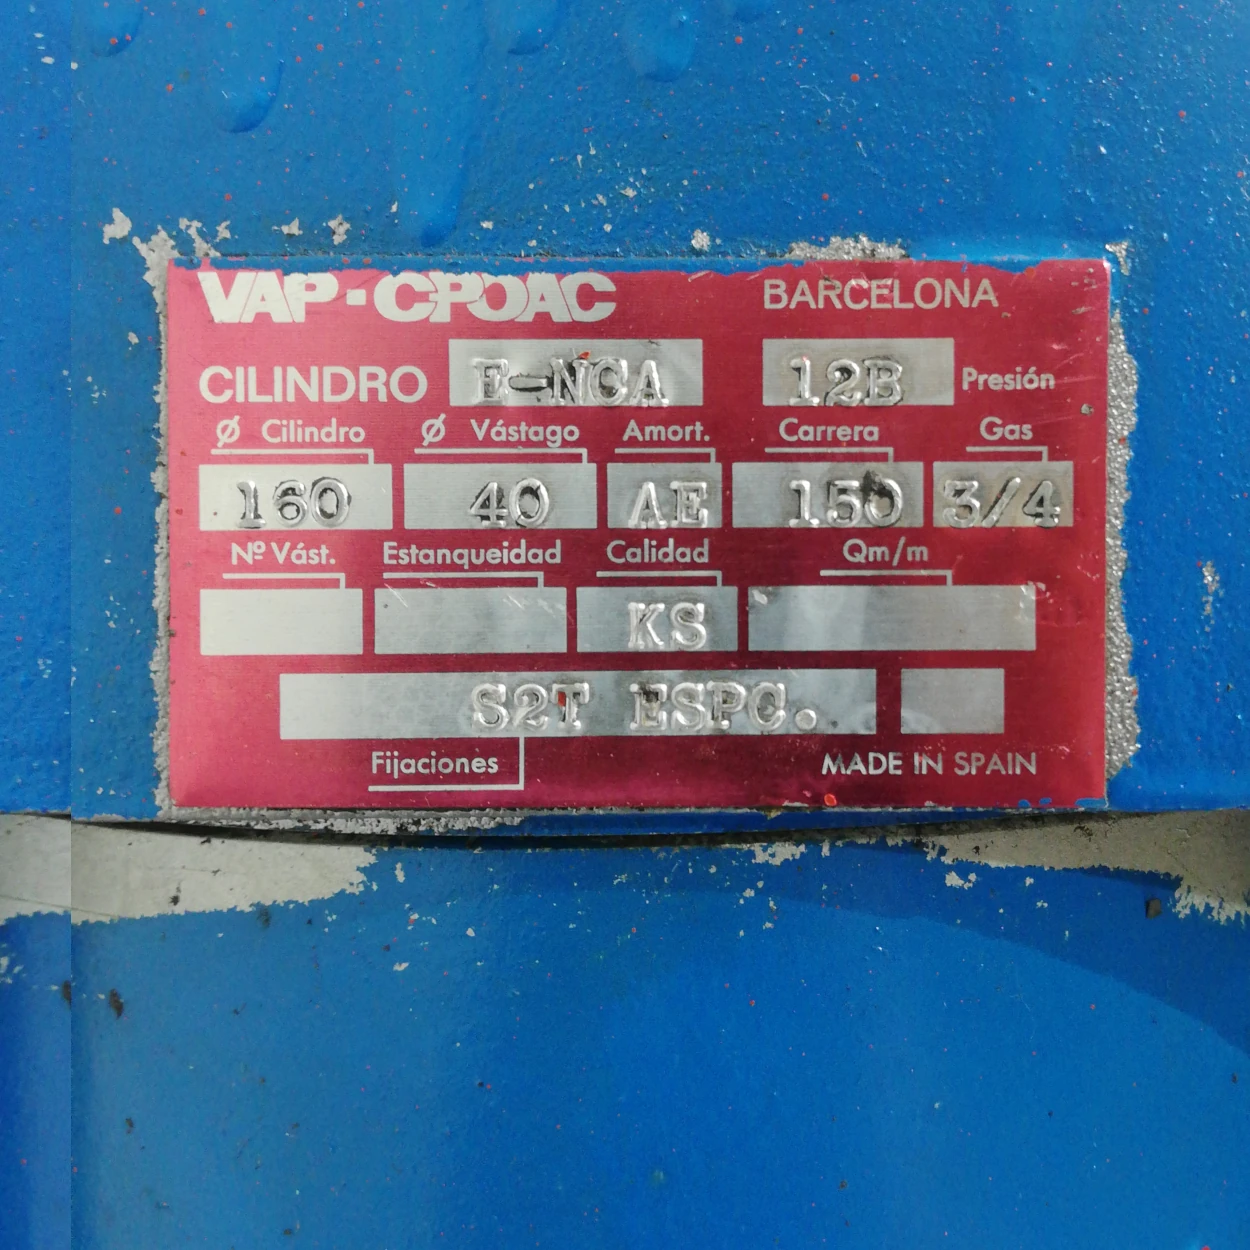 VAP-CPOAC BARCELONA
CILINDRO E-NCA 12B Presión
Ø Cilindro Ø Vástago Amort. Carrera Gas
160 40 AE 150 3/4
Nº Vást. Estanqueidad Calidad Qm/m
KS
S2T ESPC.
Fijaciones MADE IN SPAIN